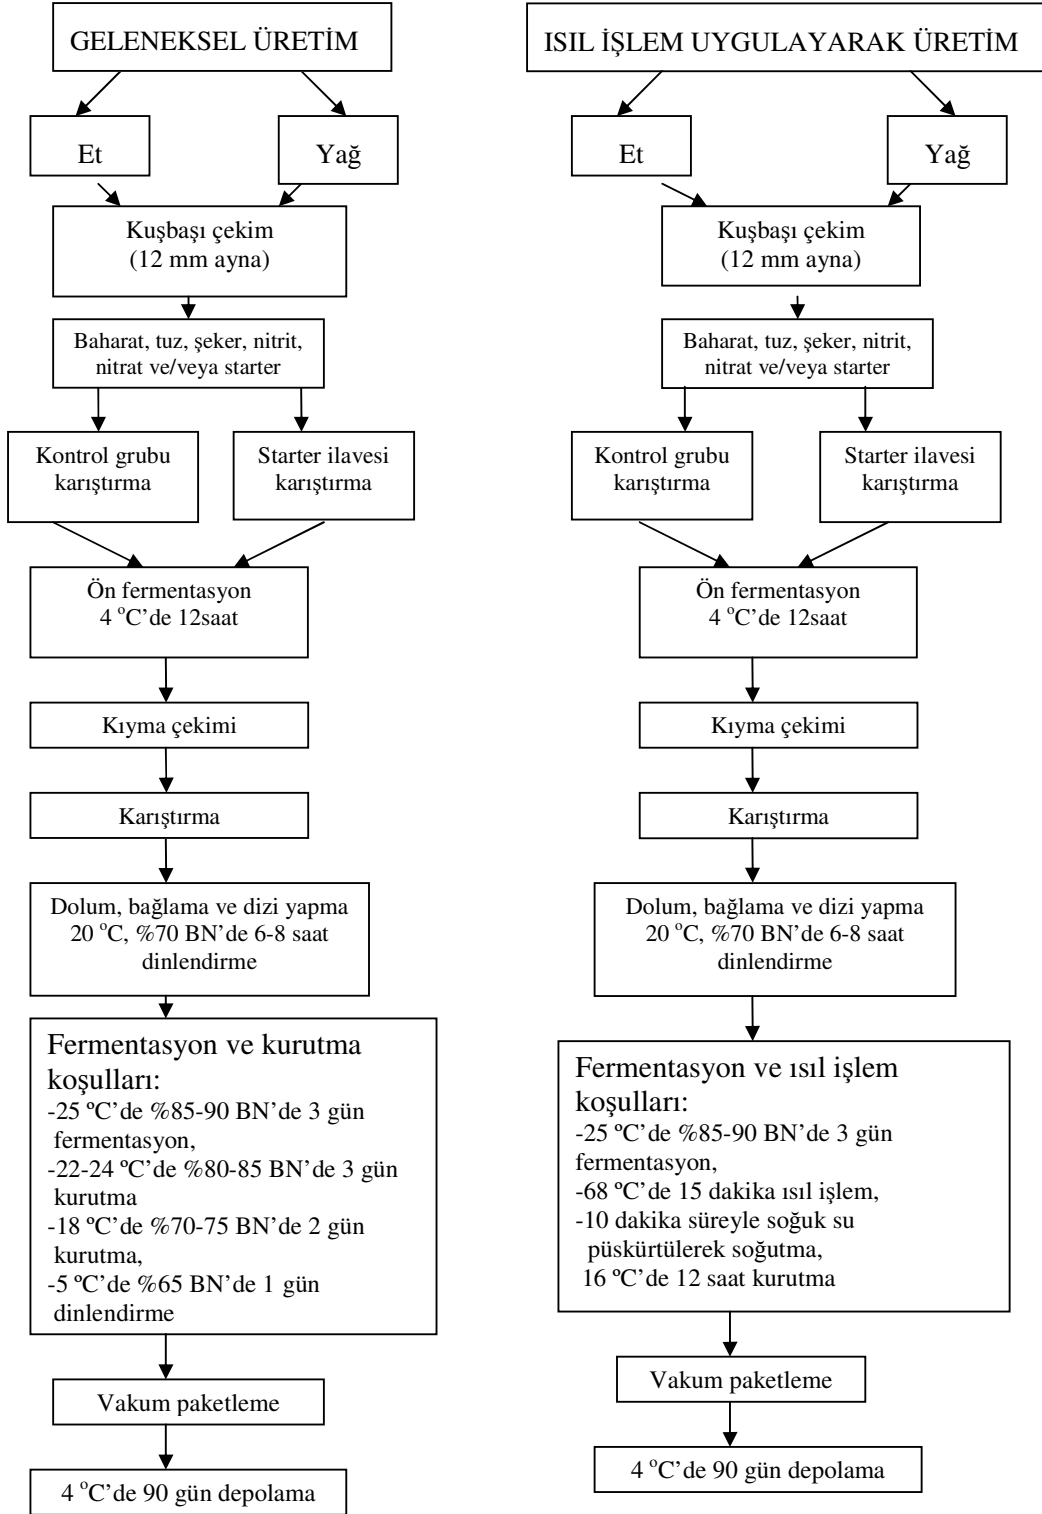 GELENEKSEL ÜRETİM
Et
Yağ
Kuşbaşı çekim
(12 mm ayna)
Baharat, tuz, şeker, nitrit,
nitrat ve/veya starter
Kontrol grubu
karıştırma
Starter ilavesi
karıştırma
Ön fermentasyon
4 °C’de 12saat
Kıyma çekimi
Karıştırma
Dolum, bağlama ve dizi yapma
20 °C, %70 BN’de 6-8 saat
dinlendirme
Fermentasyon ve kurutma
koşulları:
-25 ºC’de %85-90 BN’de 3 gün
fermentasyon,
-22-24 ºC’de %80-85 BN’de 3 gün
kurutma
-18 ºC’de %70-75 BN’de 2 gün
kurutma,
-5 ºC’de %65 BN’de 1 gün
dinlendirme
Vakum paketleme
4 °C’de 90 gün depolama
ISIL İŞLEM UYGULAYARAK ÜRETİM
Et
Yağ
Kuşbaşı çekim
(12 mm ayna)
Baharat, tuz, şeker, nitrit,
nitrat ve/veya starter
Kontrol grubu
karıştırma
Starter ilavesi
karıştırma
Ön fermentasyon
4 °C’de 12saat
Kıyma çekimi
Karıştırma
Dolum, bağlama ve dizi yapma
20 °C, %70 BN’de 6-8 saat
dinlendirme
Fermentasyon ve ısıl işlem
koşulları:
-25 ºC’de %85-90 BN’de 3 gün
fermentasyon,
-68 ºC’de 15 dakika ısıl işlem,
-10 dakika süreyle soğuk su
püskürtülerek soğutma,
16 ºC’de 12 saat kurutma
Vakum paketleme
4 °C’de 90 gün depolama